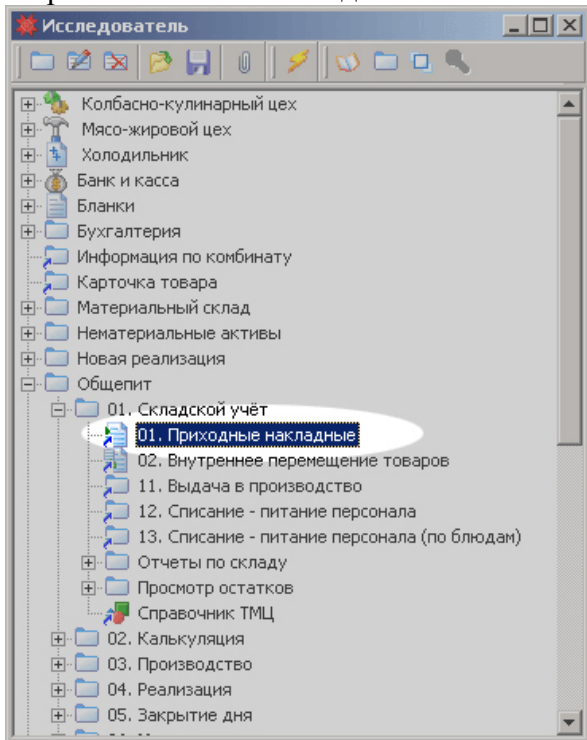 Исследователь
Колбасно-кулинарный цех
Мясо-жировой цех
Холодильник
Банк и касса
Бланки
Бухгалтерия
Информация по комбинату
Карточка товара
Материальный склад
Нематериальные активы
Новая реализация
Общепит
01. Складской учёт
01. Приходные накладные
02. Внутреннее перемещение товаров
11. Выдача в производство
12. Списание - питание персонала
13. Списание - питание персонала (по блюдам)
Отчеты по складу
Просмотр остатков
Справочник ТМЦ
02. Калькуляция
03. Производство
04. Реализация
05. Закрытие дня